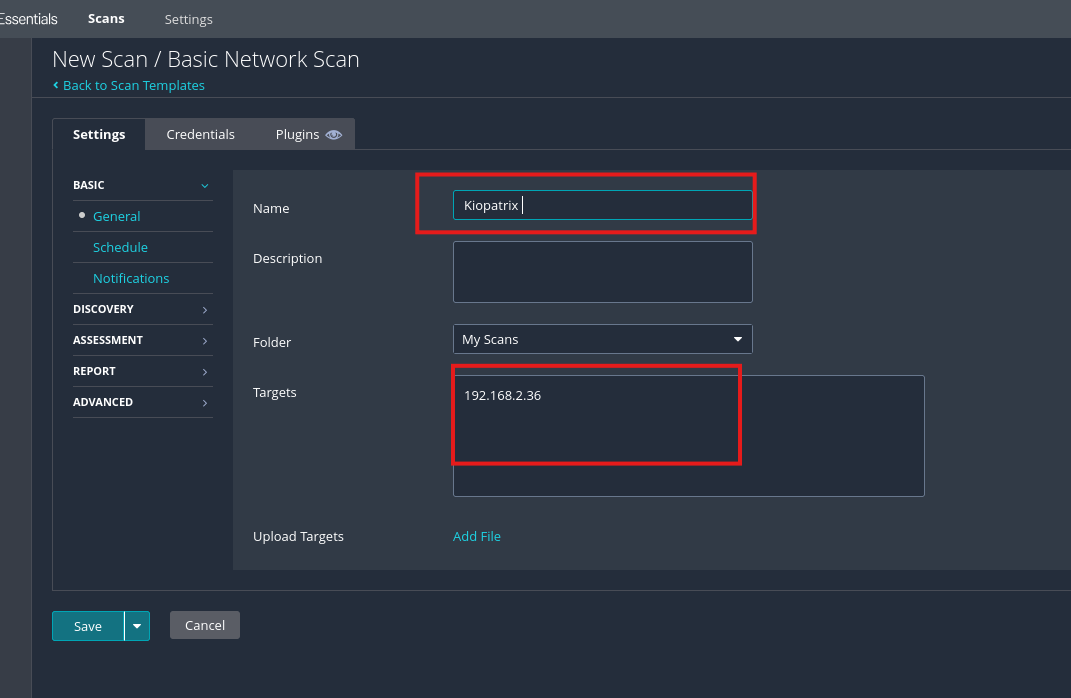 Essentials Scans Settings
New Scan / Basic Network Scan
Back to Scan Templates
Settings Credentials Plugins
BASIC
General
Schedule
Notifications
DISCOVERY
ASSESSMENT
REPORT
ADVANCED
Name Kiopatrix
Description
Folder My Scans
Targets 192.168.2.36
Upload Targets Add File
Save Cancel